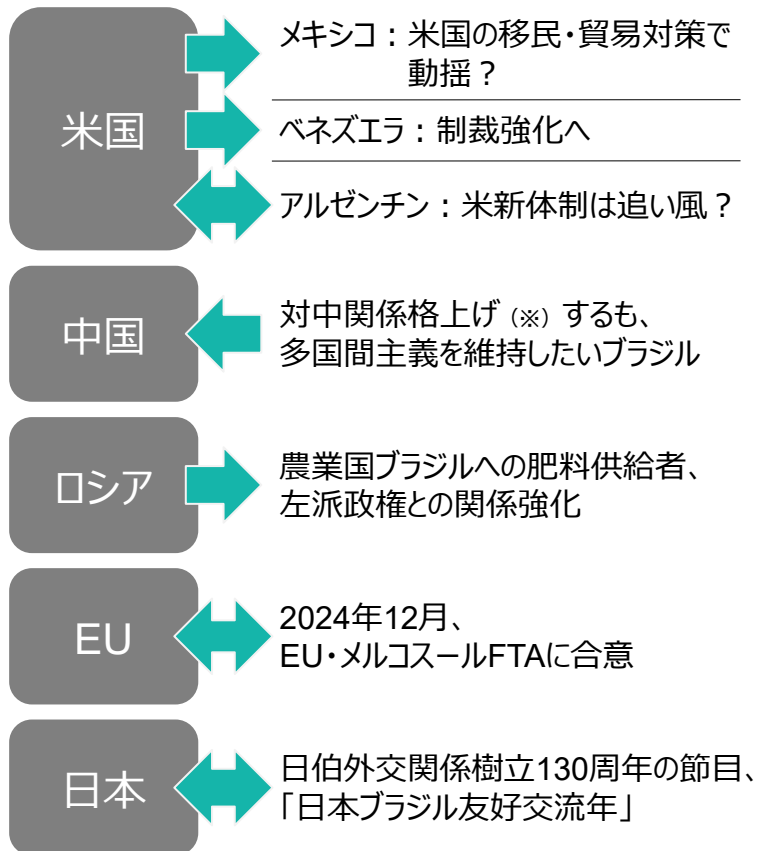 米国
メキシコ：米国の移民・貿易対策で
動揺？
ベネズエラ：制裁強化へ
アルゼンチン：米新体制は追い風？
中国
対中関係格上げ（※）するも、
多国間主義を維持したいブラジル
ロシア
農業国ブラジルへの肥料供給者、
左派政権との関係強化
EU
2024年12月、
EU・メルコスールFTAに合意
日本
日伯外交関係樹立130周年の節目、
「日本ブラジル友好交流年」